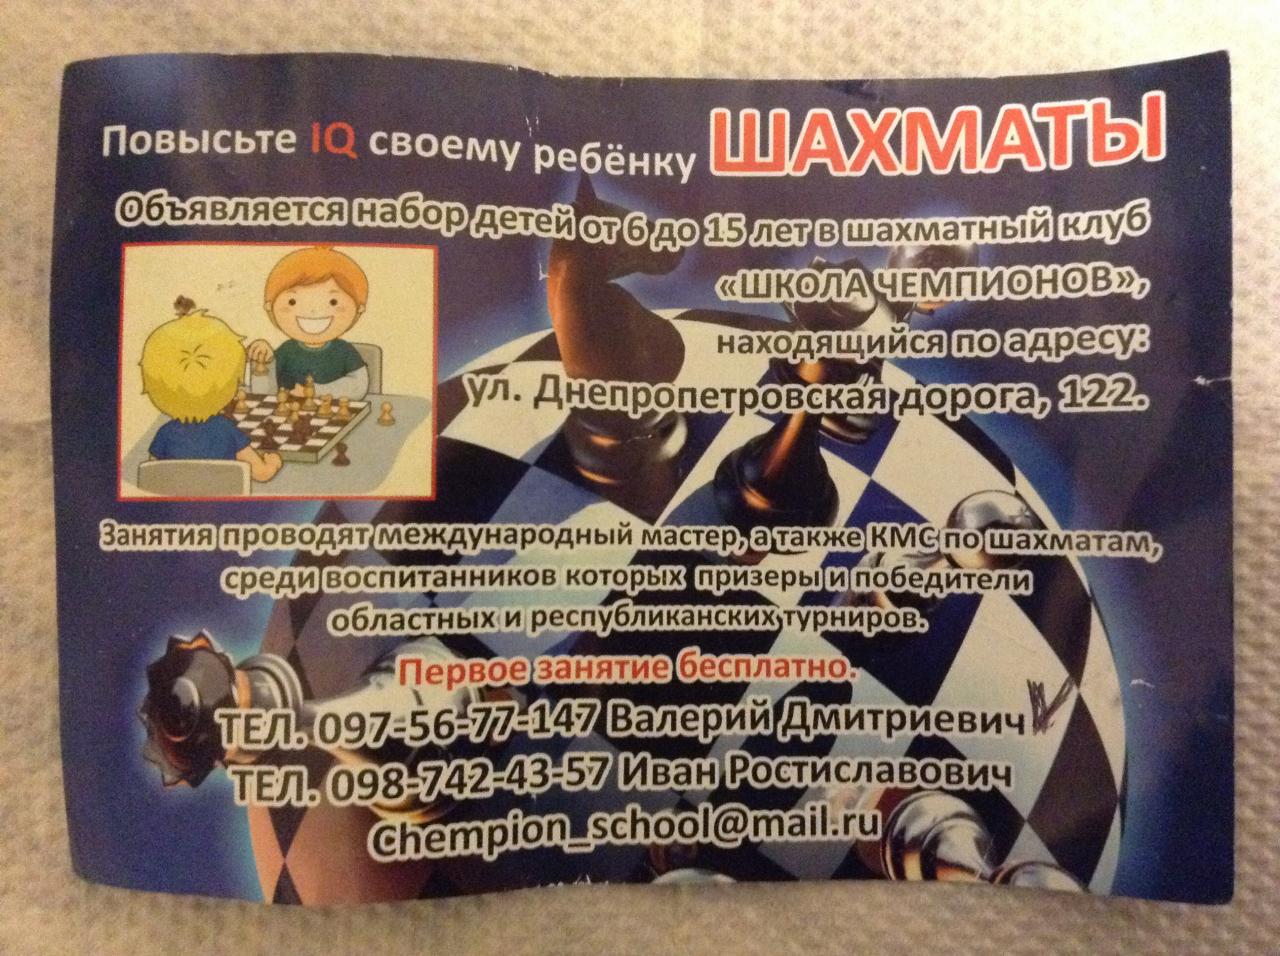 Повысьте IQ своему ребёнку ШАХМАТЫ
Объявляется набор детей от 6 до 15 лет в шахматный клуб
«ШКОЛА ЧЕМПИОНОВ»,
находящийся по адресу:
ул. Днепропетровская дорога, 122.
Занятия проводят международный мастер, а также КМС по шахматам,
среди воспитанников которых призеры и победители
областных и республиканских турниров.
Первое занятие бесплатно.
ТЕЛ. 097-56-77-147 Валерий Дмитриевич
ТЕЛ. 098-742-43-57 Иван Ростиславович
Chempion_school@mail.ru